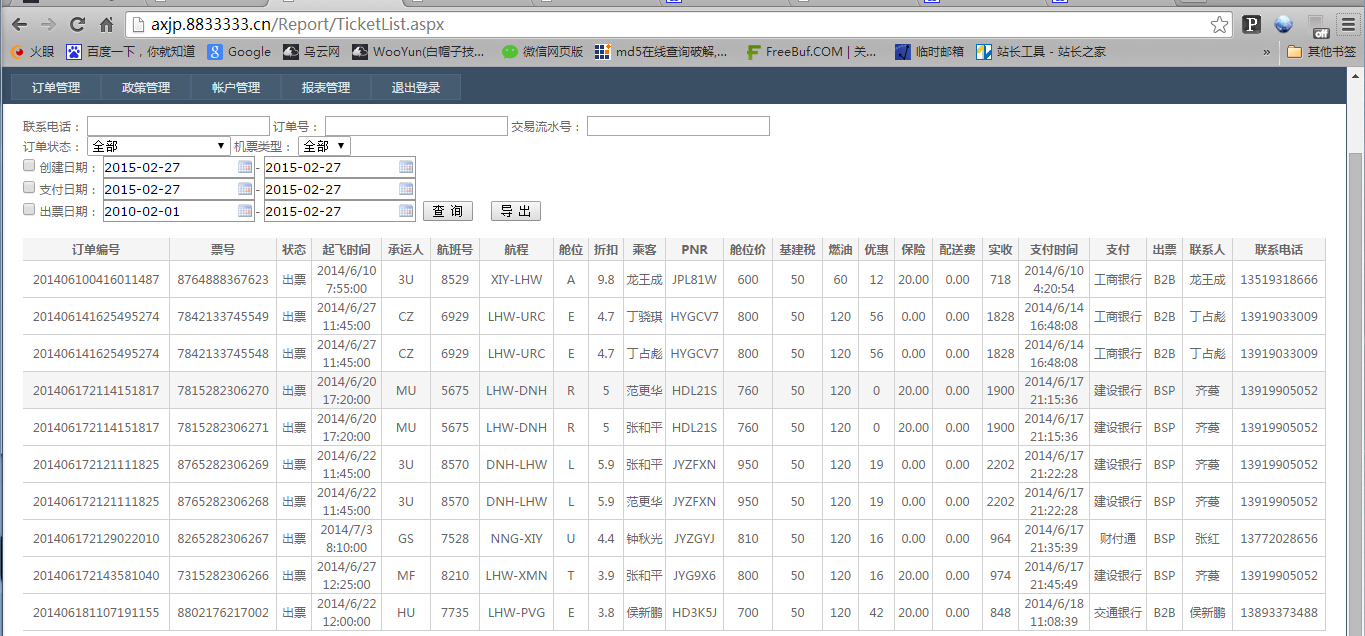 axjp.8833333.cn/Report/TicketList.aspx
火眼 百度一下，你就知道 Google 乌云网 WooYun(白帽子技... 微信网页版 md5在线查询破解,... FreeBuf.COM | 关... 临时邮箱 站长工具 - 站长之家 » 其他书签
off
订单管理 政策管理 帐户管理 报表管理 退出登录
联系电话： 订单号： 交易流水号：
订单状态： 全部 机票类型： 全部
创建日期： 2015-02-27 - 2015-02-27
支付日期： 2015-02-27 - 2015-02-27
出票日期： 2010-02-01 - 2015-02-27 查 询 导 出
订单编号 票号 状态 起飞时间 承运人 航班号 航程 舱位 折扣 乘客 PNR 舱位价 基建税 燃油 优惠 保险 配送费 实收 支付时间 支付 出票 联系人 联系电话
201406100416011487 8764888367623 出票 2014/6/10 7:55:00 3U 8529 XIY-LHW A 9.8 龙王成 JPL81W 600 50 60 12 20.00 0.00 718 2014/6/10 4:20:54 工商银行 B2B 龙王成 13519318666
201406141625495274 7842133745549 出票 2014/6/27 11:45:00 CZ 6929 LHW-URC E 4.7 丁骁琪 HYGCV7 800 50 120 56 0.00 0.00 1828 2014/6/14 16:48:08 工商银行 B2B 丁占彪 13919033009
201406141625495274 7842133745548 出票 2014/6/27 11:45:00 CZ 6929 LHW-URC E 4.7 丁占彪 HYGCV7 800 50 120 56 0.00 0.00 1828 2014/6/14 16:48:08 工商银行 B2B 丁占彪 13919033009
201406172114151817 7815282306270 出票 2014/6/20 17:20:00 MU 5675 LHW-DNH R 5 范更华 HDL21S 760 50 120 0 20.00 0.00 1900 2014/6/17 21:15:36 建设银行 BSP 齐蓦 13919905052
201406172114151817 7815282306271 出票 2014/6/20 17:20:00 MU 5675 LHW-DNH R 5 张和平 HDL21S 760 50 120 0 20.00 0.00 1900 2014/6/17 21:15:36 建设银行 BSP 齐蓦 13919905052
201406172121111825 8765282306269 出票 2014/6/22 11:45:00 3U 8570 DNH-LHW L 5.9 张和平 JYZFXN 950 50 120 19 0.00 0.00 2202 2014/6/17 21:22:28 建设银行 BSP 齐蓦 13919905052
201406172121111825 8765282306268 出票 2014/6/22 11:45:00 3U 8570 DNH-LHW L 5.9 范更华 JYZFXN 950 50 120 19 0.00 0.00 2202 2014/6/17 21:22:28 建设银行 BSP 齐蓦 13919905052
201406172129022010 8265282306267 出票 2014/7/3 8:10:00 GS 7528 NNG-XIY U 4.4 钟秋光 JYZGYJ 810 50 120 16 0.00 0.00 964 2014/6/17 21:35:39 财付通 BSP 张红 13772028656
201406172143581040 7315282306266 出票 2014/6/27 12:25:00 MF 8210 LHW-XMN T 3.9 张和平 JYG9X6 800 50 120 16 20.00 0.00 974 2014/6/17 21:45:49 建设银行 BSP 齐蓦 13919905052
201406181107191155 8802176217002 出票 2014/6/22 12:00:00 HU 7735 LHW-PVG E 3.8 侯新鹏 HD3K5J 700 50 120 42 20.00 0.00 848 2014/6/18 11:08:39 交通银行 B2B 侯新鹏 13893373488